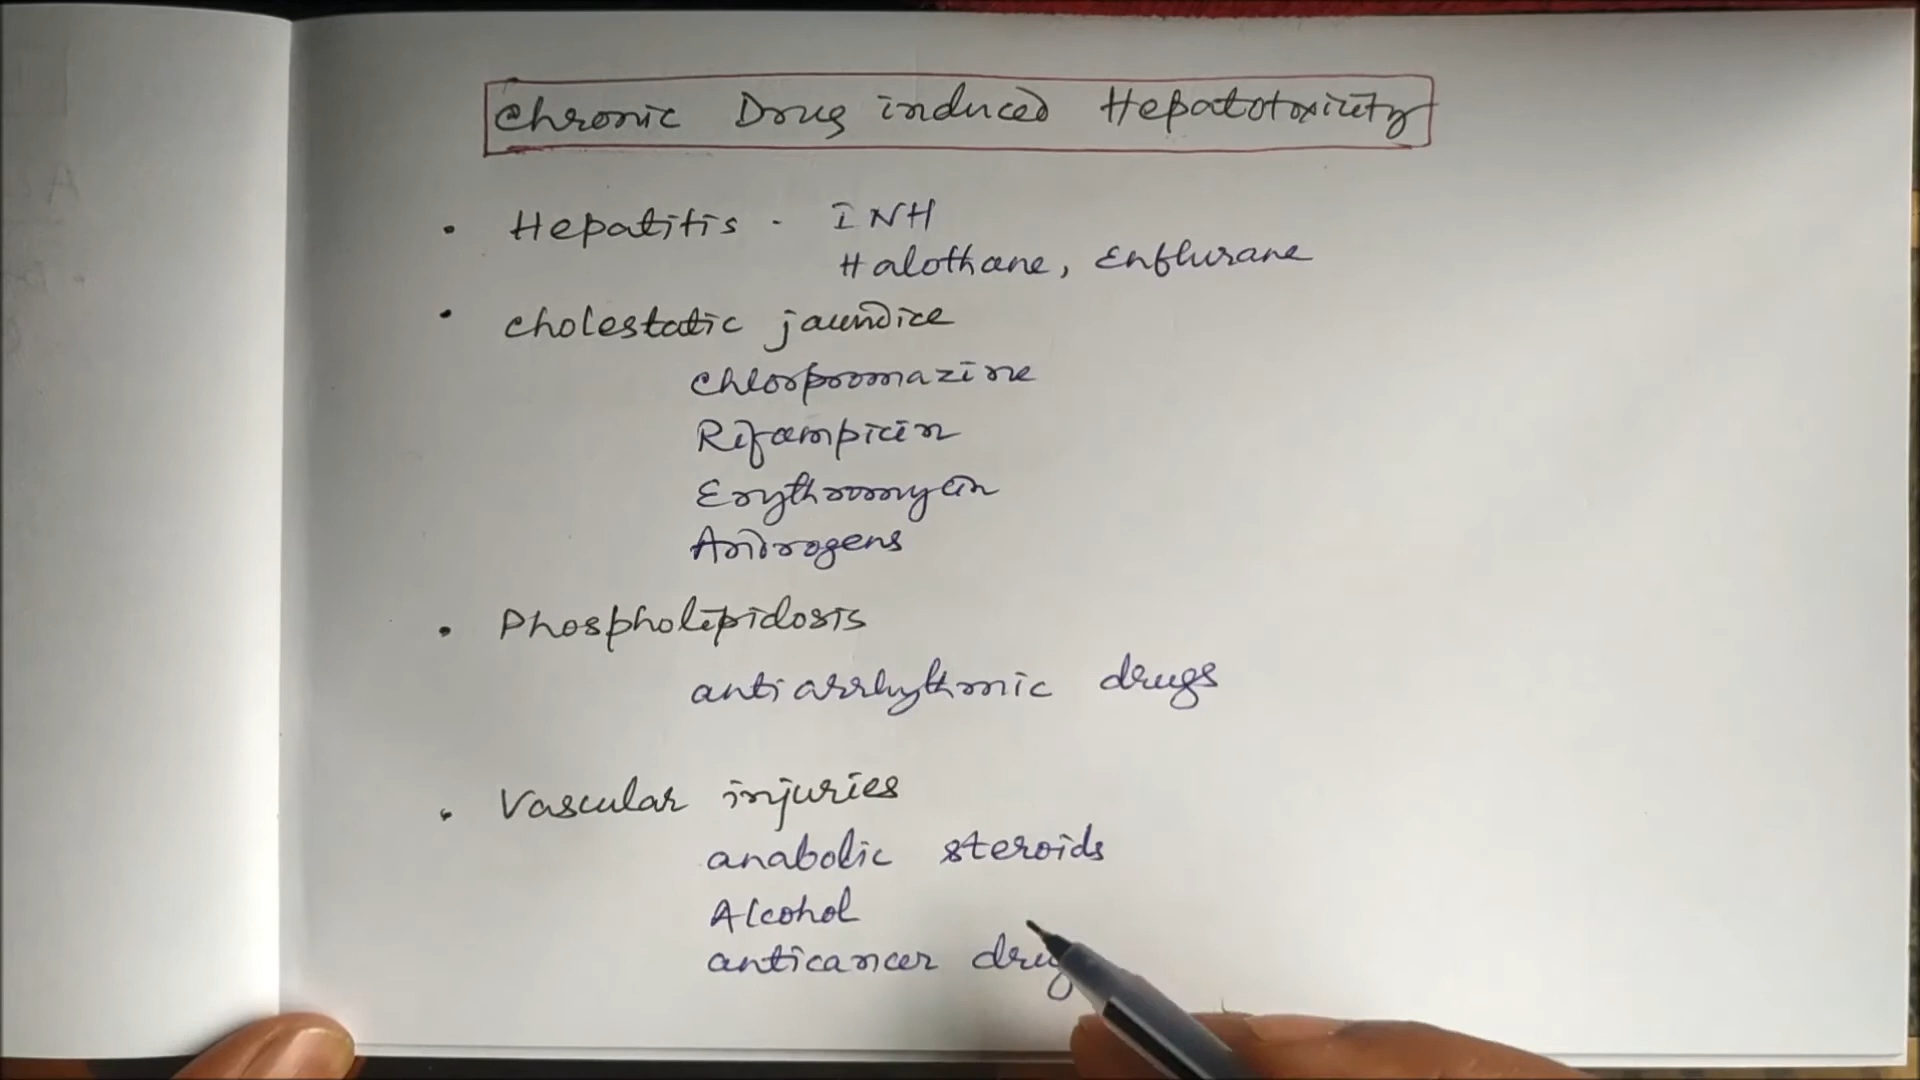 Chronic Drug induced Hepatotoxicity
• Hepatitis - INH
Halothane, Enflurane
• Cholestatic jaundice
Chlorpromazine
Rifampicin
Erythromycin
Androgens
• Phospholipidosis
antiarrhythmic drugs
• Vascular injuries
anabolic steroids
Alcohol
anticancer drug